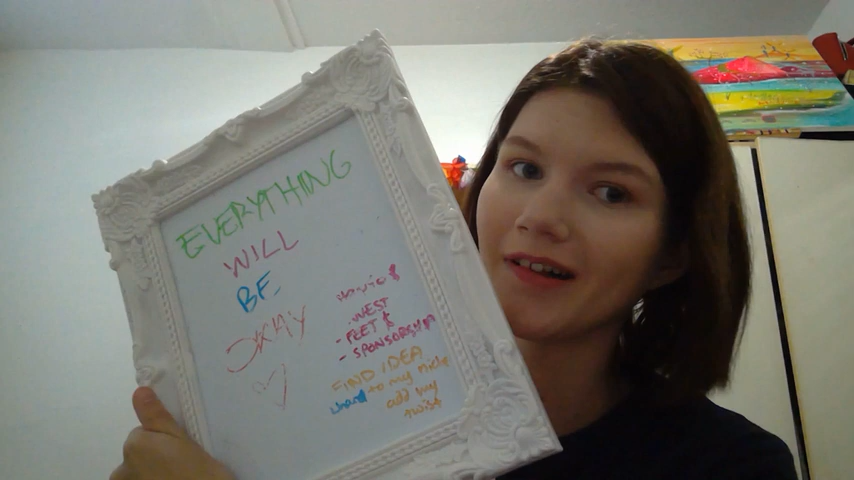 EVERYTHING
WILL
BE
OKAY
WEST
- FEET $
- SPONSORSHIP
FIND IDEA
to my niche
add my
twist